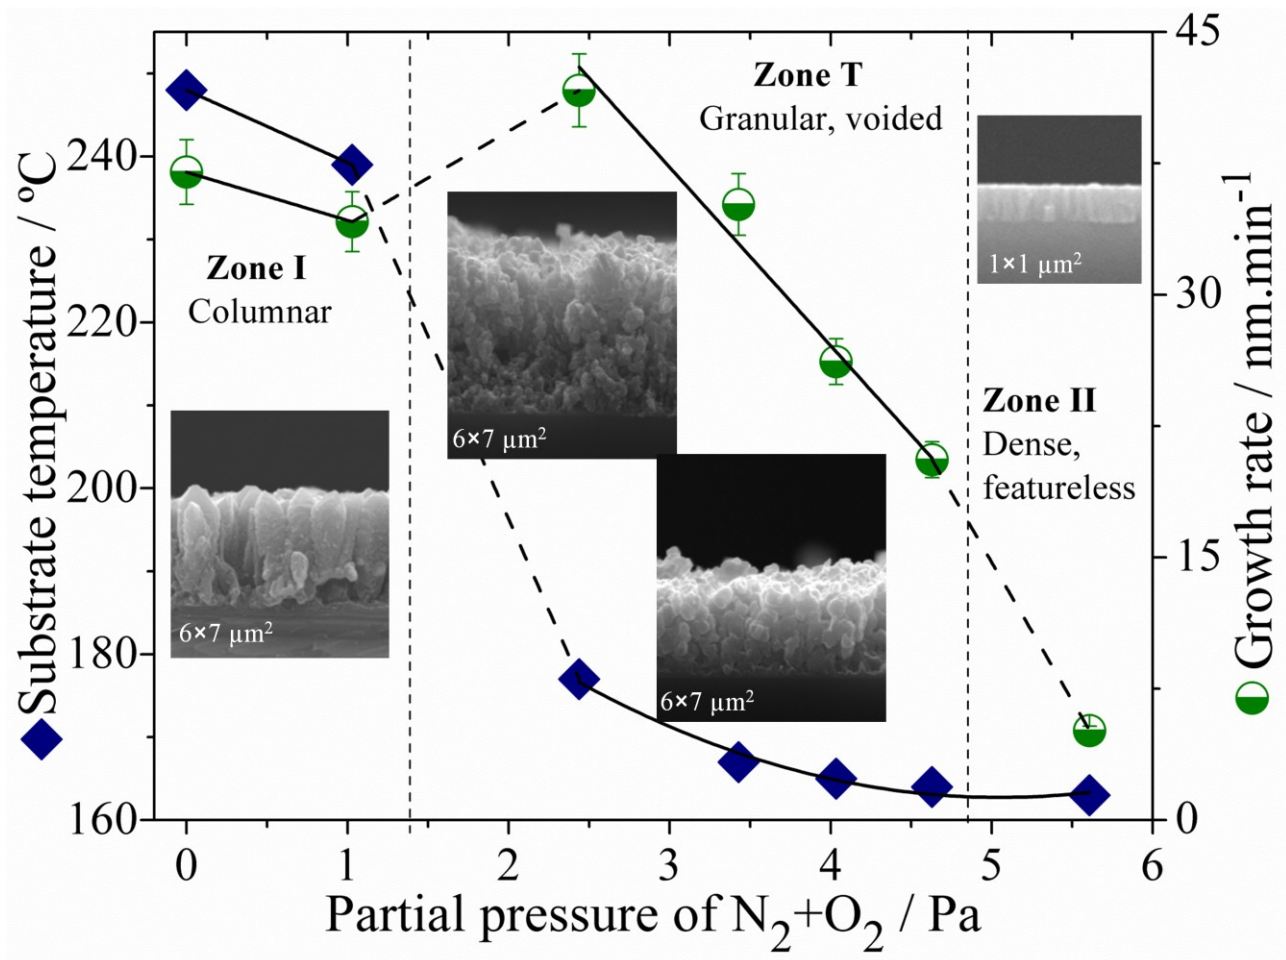 Substrate temperature / ºC
240
220
200
180
160
45
30
15
0
Growth rate / nm.min⁻¹
0 1 2 3 4 5 6
Partial pressure of N₂+O₂ / Pa
Zone I
Columnar
6×7 µm²
Zone T
Granular, voided
6×7 µm²
6×7 µm²
1×1 µm²
Zone II
Dense,
featureless